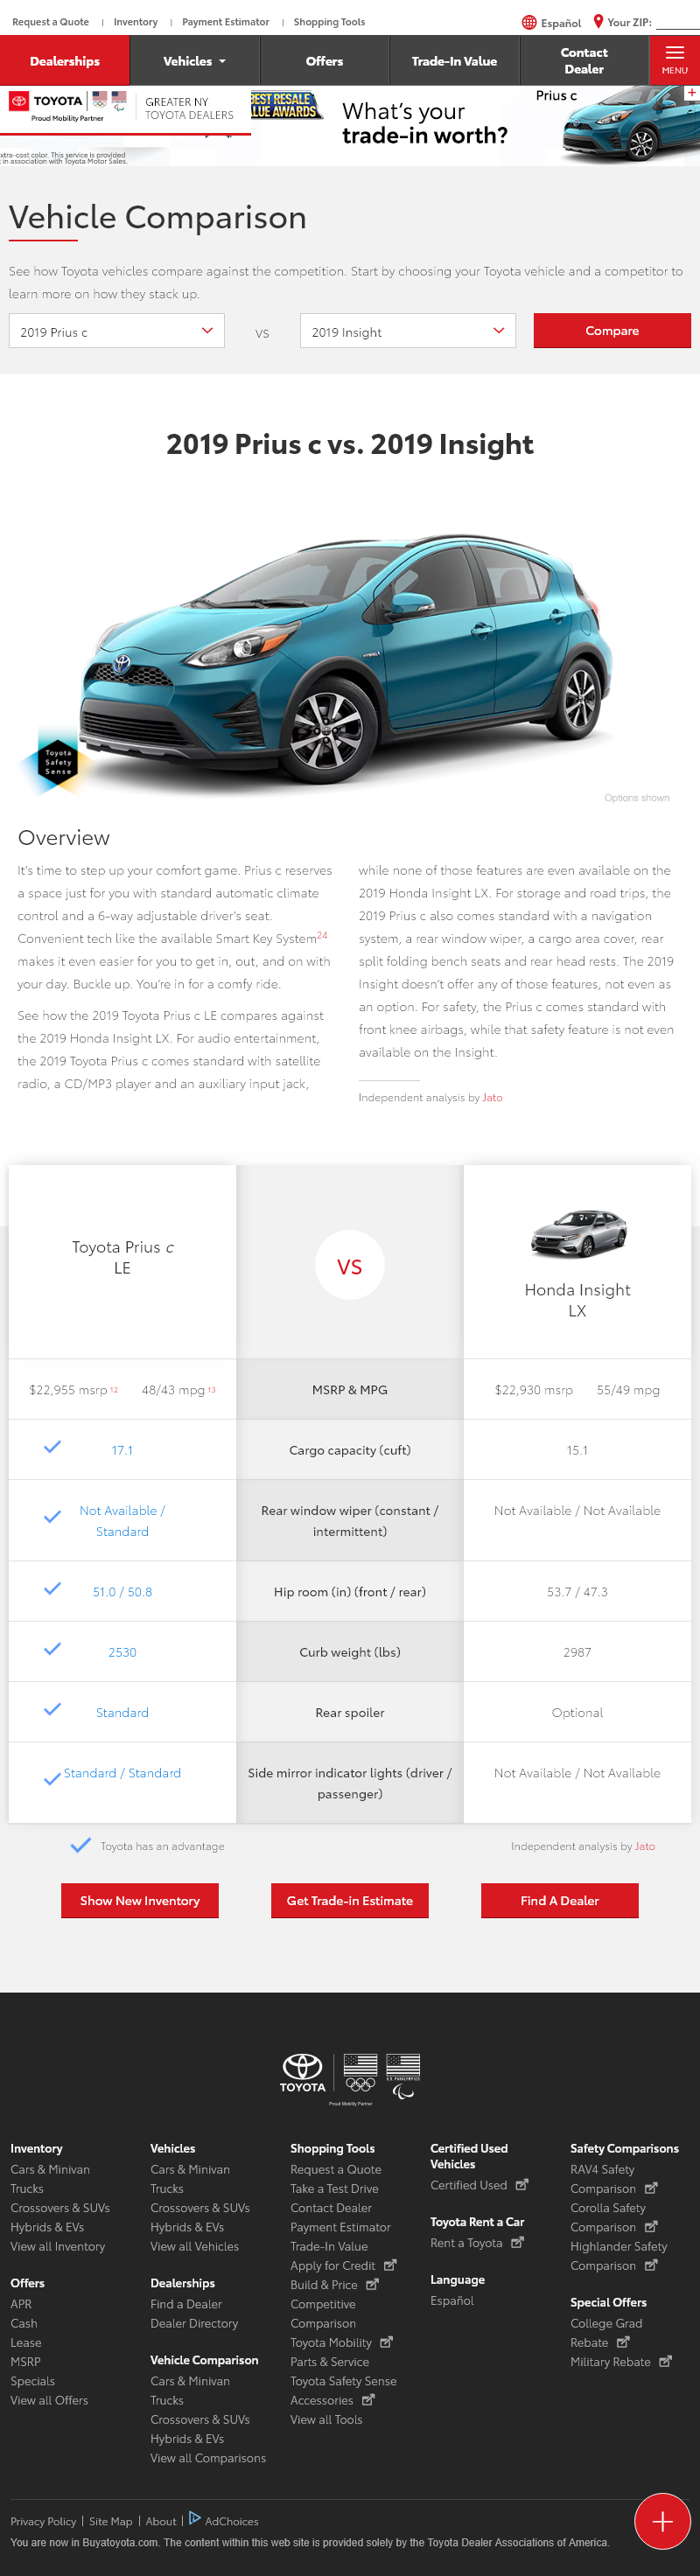 Request a Quote | Inventory | Payment Estimator | Shopping Tools
Español Your ZIP:
Dealerships
Vehicles
Offers
Trade-In Value
Contact
Dealer
MENU
TOYOTA
Proud Mobility Partner
GREATER NY
TOYOTA DEALERS
BEST RESALE
What's your
trade-in worth?
Prius c
+
xtra-cost color. This service is provided
t in association with Toyota Motor Sales.
Vehicle Comparison
See how Toyota vehicles compare against the competition. Start by choosing your Toyota vehicle and a competitor to
learn more on how they stack up.
2019 Prius c
VS
2019 Insight
Compare
2019 Prius c vs. 2019 Insight
Toyota
Safety
Sense
Options shown
Overview
It's time to step up your comfort game. Prius c reserves
a space just for you with standard automatic climate
control and a 6-way adjustable driver's seat.
Convenient tech like the available Smart Key System24
makes it even easier for you to get in, out, and on with
your day. Buckle up. You're in for a comfy ride.
See how the 2019 Toyota Prius c LE compares against
the 2019 Honda Insight LX. For audio entertainment,
the 2019 Toyota Prius c comes standard with satellite
radio, a CD/MP3 player and an auxiliary input jack,
while none of those features are even available on the
2019 Honda Insight LX. For storage and road trips, the
2019 Prius c also comes standard with a navigation
system, a rear window wiper, a cargo area cover, rear
split folding bench seats and rear head rests. The 2019
Insight doesn't offer any of those features, not even as
an option. For safety, the Prius c comes standard with
front knee airbags, while that safety feature is not even
available on the Insight.
Independent analysis by Jato
Toyota Prius c
LE
VS
Honda Insight
LX
$22,955 msrp 12 48/43 mpg 13
MSRP & MPG
$22,930 msrp 55/49 mpg
17.1
Cargo capacity (cuft)
15.1
Not Available /
Standard
Rear window wiper (constant /
intermittent)
Not Available / Not Available
51.0 / 50.8
Hip room (in) (front / rear)
53.7 / 47.3
2530
Curb weight (lbs)
2987
Standard
Rear spoiler
Optional
Standard / Standard
Side mirror indicator lights (driver /
passenger)
Not Available / Not Available
Toyota has an advantage
Independent analysis by Jato
Show New Inventory
Get Trade-in Estimate
Find A Dealer
TOYOTA
U.S. PARALYMPICS
Proud Mobility Partner
Inventory
Cars & Minivan
Trucks
Crossovers & SUVs
Hybrids & EVs
View all Inventory
Offers
APR
Cash
Lease
MSRP
Specials
View all Offers
Vehicles
Cars & Minivan
Trucks
Crossovers & SUVs
Hybrids & EVs
View all Vehicles
Dealerships
Find a Dealer
Dealer Directory
Vehicle Comparison
Cars & Minivan
Trucks
Crossovers & SUVs
Hybrids & EVs
View all Comparisons
Shopping Tools
Request a Quote
Take a Test Drive
Contact Dealer
Payment Estimator
Trade-In Value
Apply for Credit
Build & Price
Competitive
Comparison
Toyota Mobility
Parts & Service
Toyota Safety Sense
Accessories
View all Tools
Certified Used
Vehicles
Certified Used
Toyota Rent a Car
Rent a Toyota
Language
Español
Safety Comparisons
RAV4 Safety
Comparison
Corolla Safety
Comparison
Highlander Safety
Comparison
Special Offers
College Grad
Rebate
Military Rebate
Privacy Policy | Site Map | About | AdChoices
You are now in Buyatoyota.com. The content within this web site is provided solely by the Toyota Dealer Associations of America.